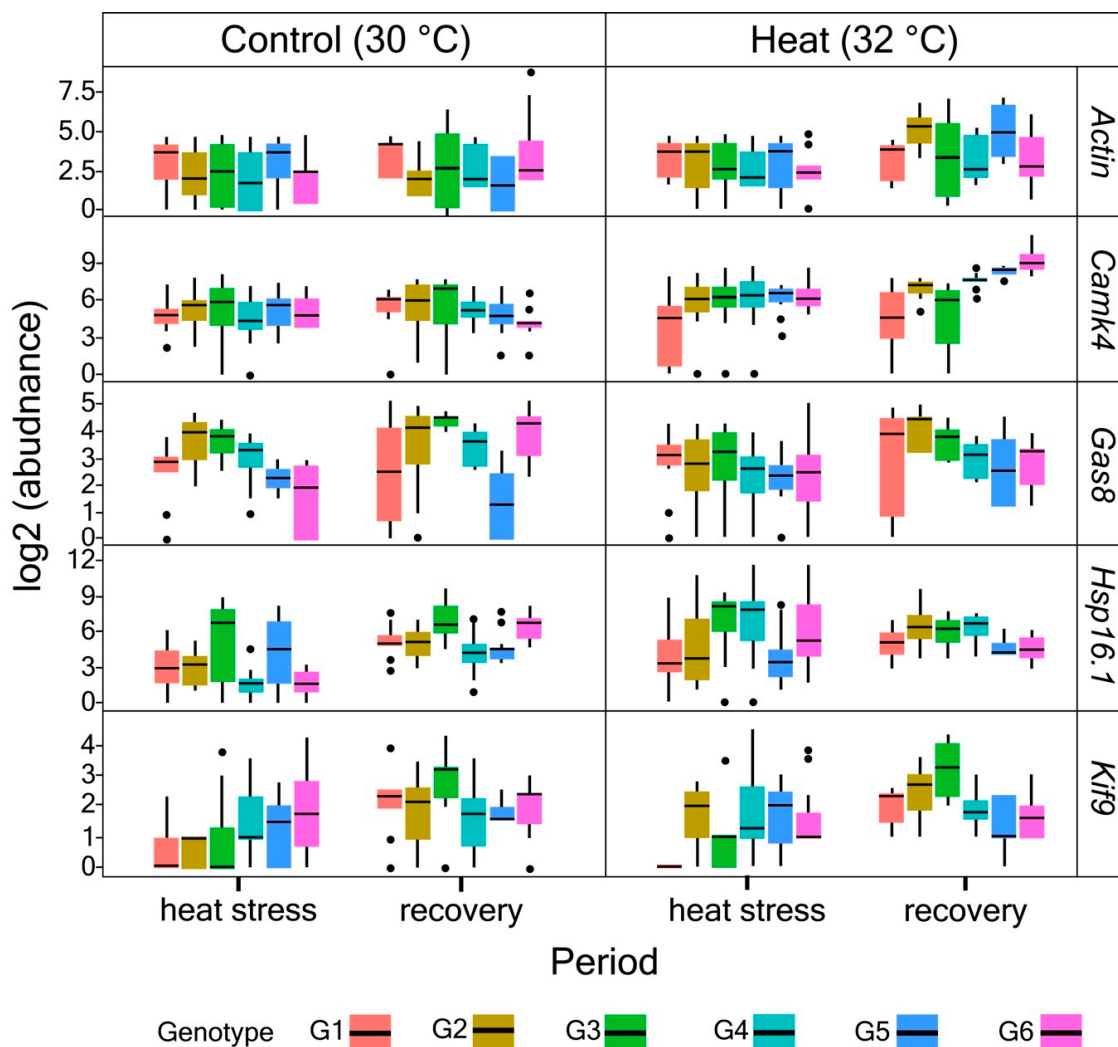 Control (30 °C) Heat (32 °C)
7.5
5.0
2.5
0
Actin
9
6
3
0
Camk4
5
4
3
2
1
0
Gas8
12
9
6
3
0
Hsp16.1
4
3
2
1
0
Kif9
log2 (abudnance)
heat stress recovery heat stress recovery
Period
Genotype G1 G2 G3 G4 G5 G6